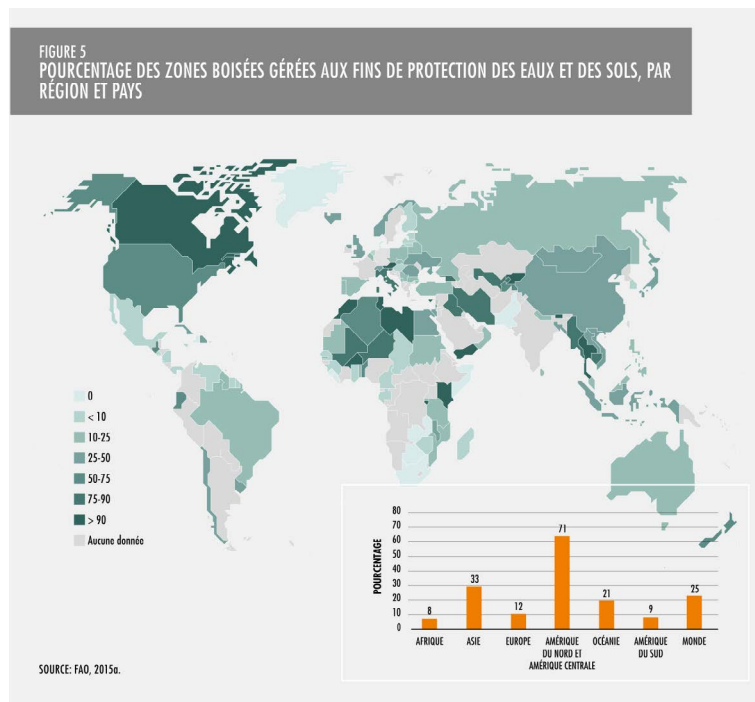 FIGURE 5
POURCENTAGE DES ZONES BOISÉES GÉRÉES AUX FINS DE PROTECTION DES EAUX ET DES SOLS, PAR
RÉGION ET PAYS
0
< 10
10-25
25-50
50-75
75-90
> 90
Aucune donnée
POURCENTAGE
80
70
60
50
40
30
20
10
0
8
33
12
71
21
9
25
AFRIQUE
ASIE
EUROPE
AMÉRIQUE
DU NORD ET
AMÉRIQUE CENTRALE
OCÉANIE
AMÉRIQUE
DU SUD
MONDE
SOURCE: FAO, 2015a.